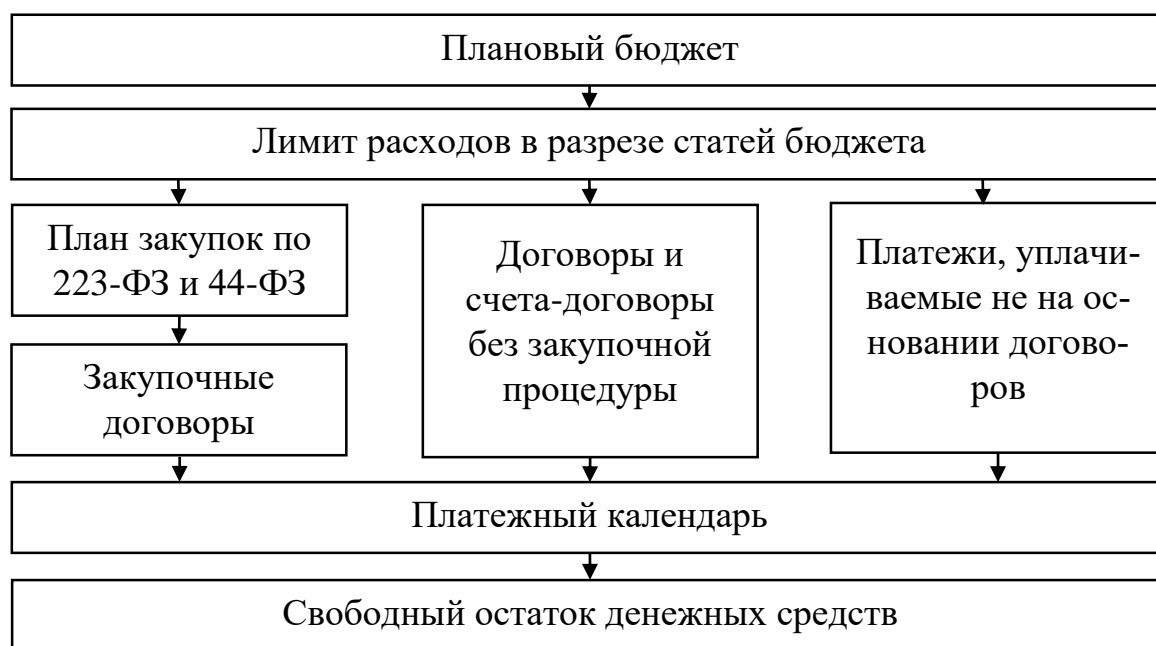 Плановый бюджет
Лимит расходов в разрезе статей бюджета
План закупок по
223-ФЗ и 44-ФЗ
Закупочные
договоры
Договоры и
счета-договоры
без закупочной
процедуры
Платежи, уплачи-
ваемые не на ос-
новании догово-
ров
Платежный календарь
Свободный остаток денежных средств